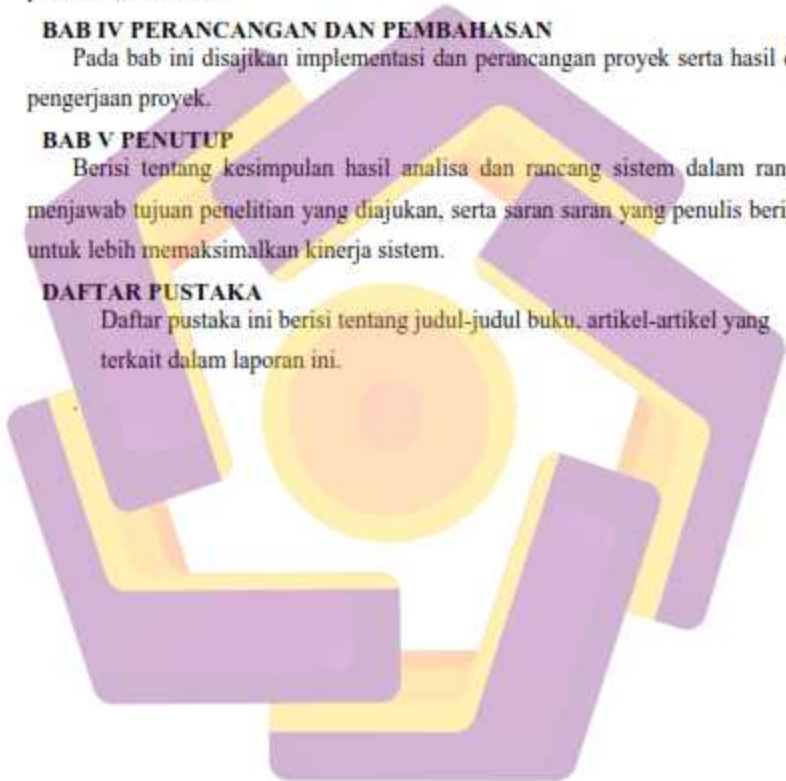 BAB IV PERANCANGAN DAN PEMBAHASAN
Pada bab ini disajikan implementasi dan perancangan proyek serta hasil
pengerjaan proyek.
BAB V PENUTUP
Berisi tentang kesimpulan hasil analisa dan rancang sistem dalam ran
menjawab tujuan penelitian yang diajukan, serta saran saran yang penulis beri
untuk lebih memaksimalkan kinerja sistem.
DAFTAR PUSTAKA
Daftar pustaka ini berisi tentang judul-judul buku, artikel-artikel yang
terkait dalam laporan ini.